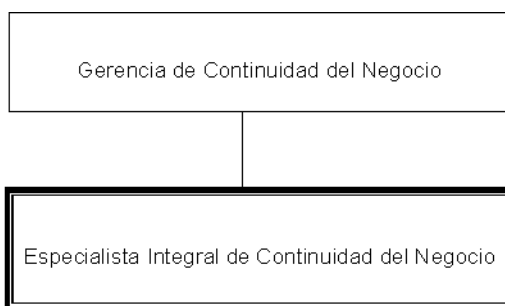 Gerencia de Continuidad del Negocio
Especialista Integral de Continuidad del Negocio